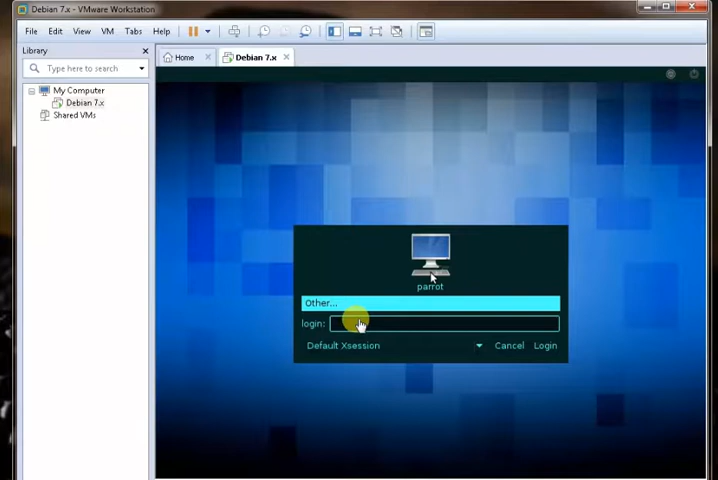 Debian 7.x - VMware Workstation
File Edit View VM Tabs Help
Library
Type here to search
My Computer
Debian 7.x
Shared VMs
Home
Debian 7.x
parrot
Other...
login:
Default Xsession Cancel Login